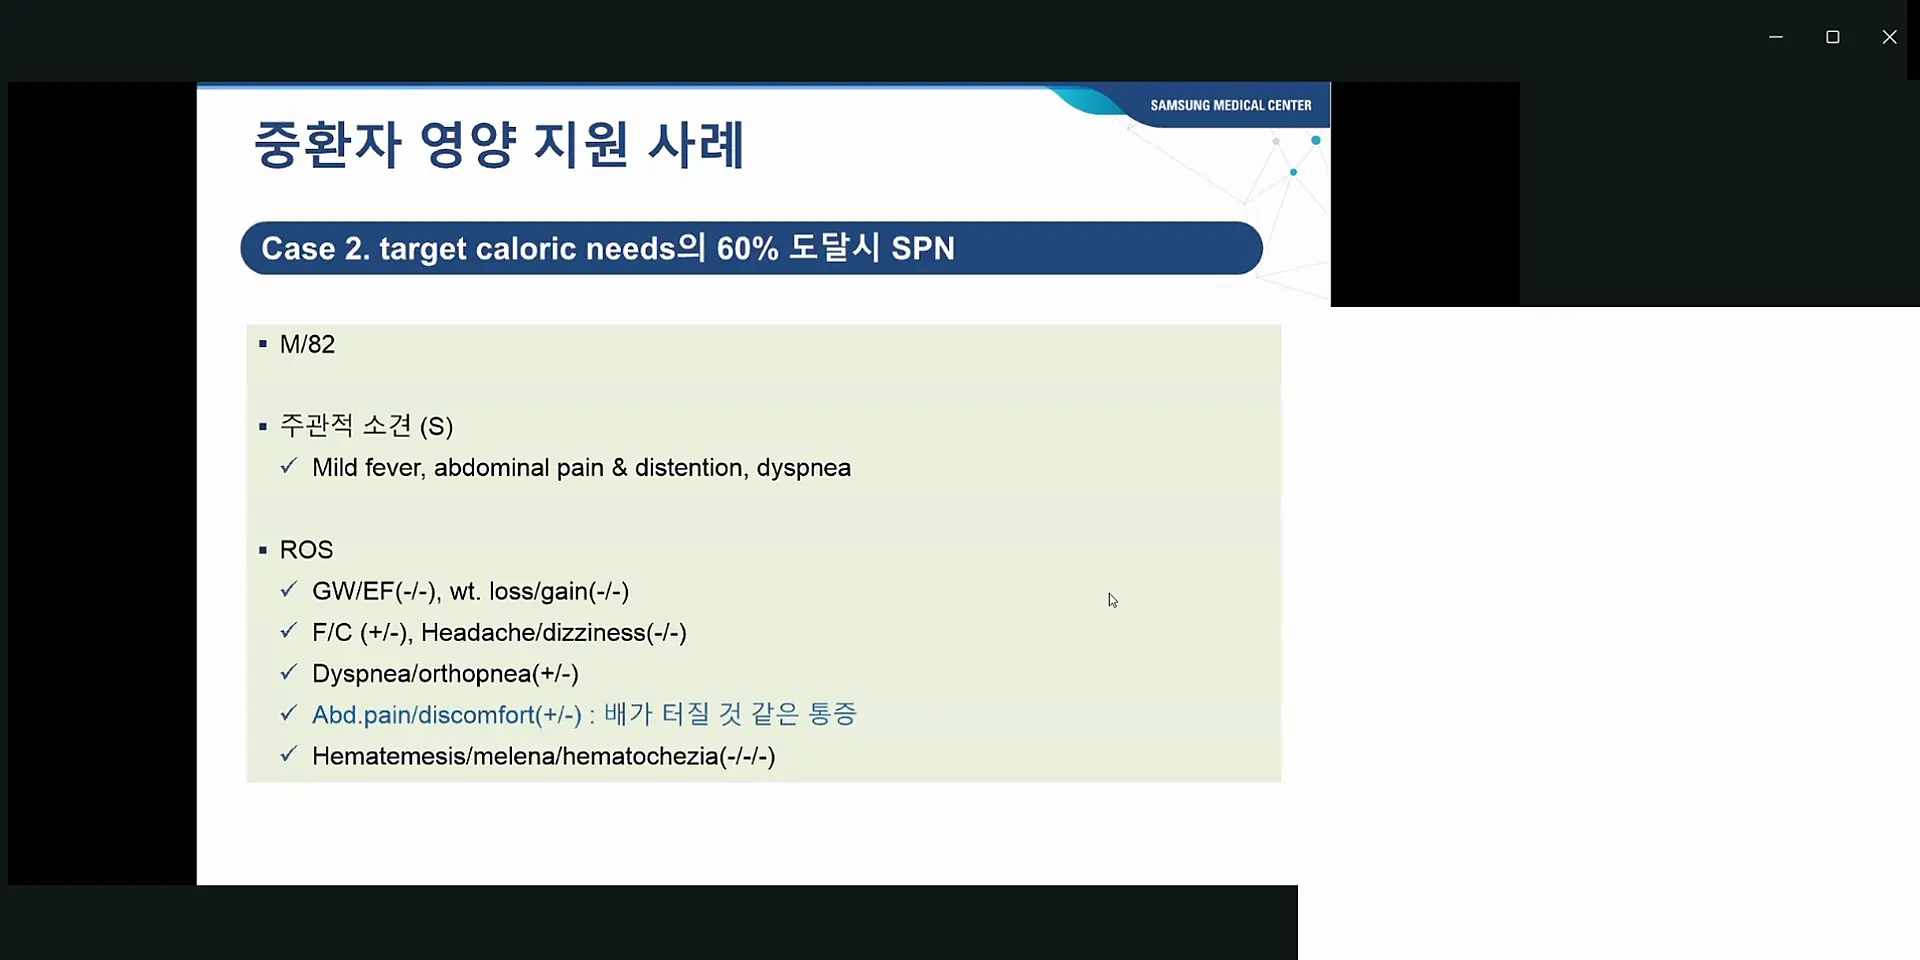 SAMSUNG MEDICAL CENTER
중환자 영양 지원 사례
Case 2. target caloric needs의 60% 도달시 SPN
▪ M/82
▪ 주관적 소견 (S)
✓ Mild fever, abdominal pain & distention, dyspnea
▪ ROS
✓ GW/EF(-/-), wt. loss/gain(-/-)
✓ F/C (+/-), Headache/dizziness(-/-)
✓ Dyspnea/orthopnea(+/-)
✓ Abd.pain/discomfort(+/-) : 배가 터질 것 같은 통증
✓ Hematemesis/melena/hematochezia(-/-/-)